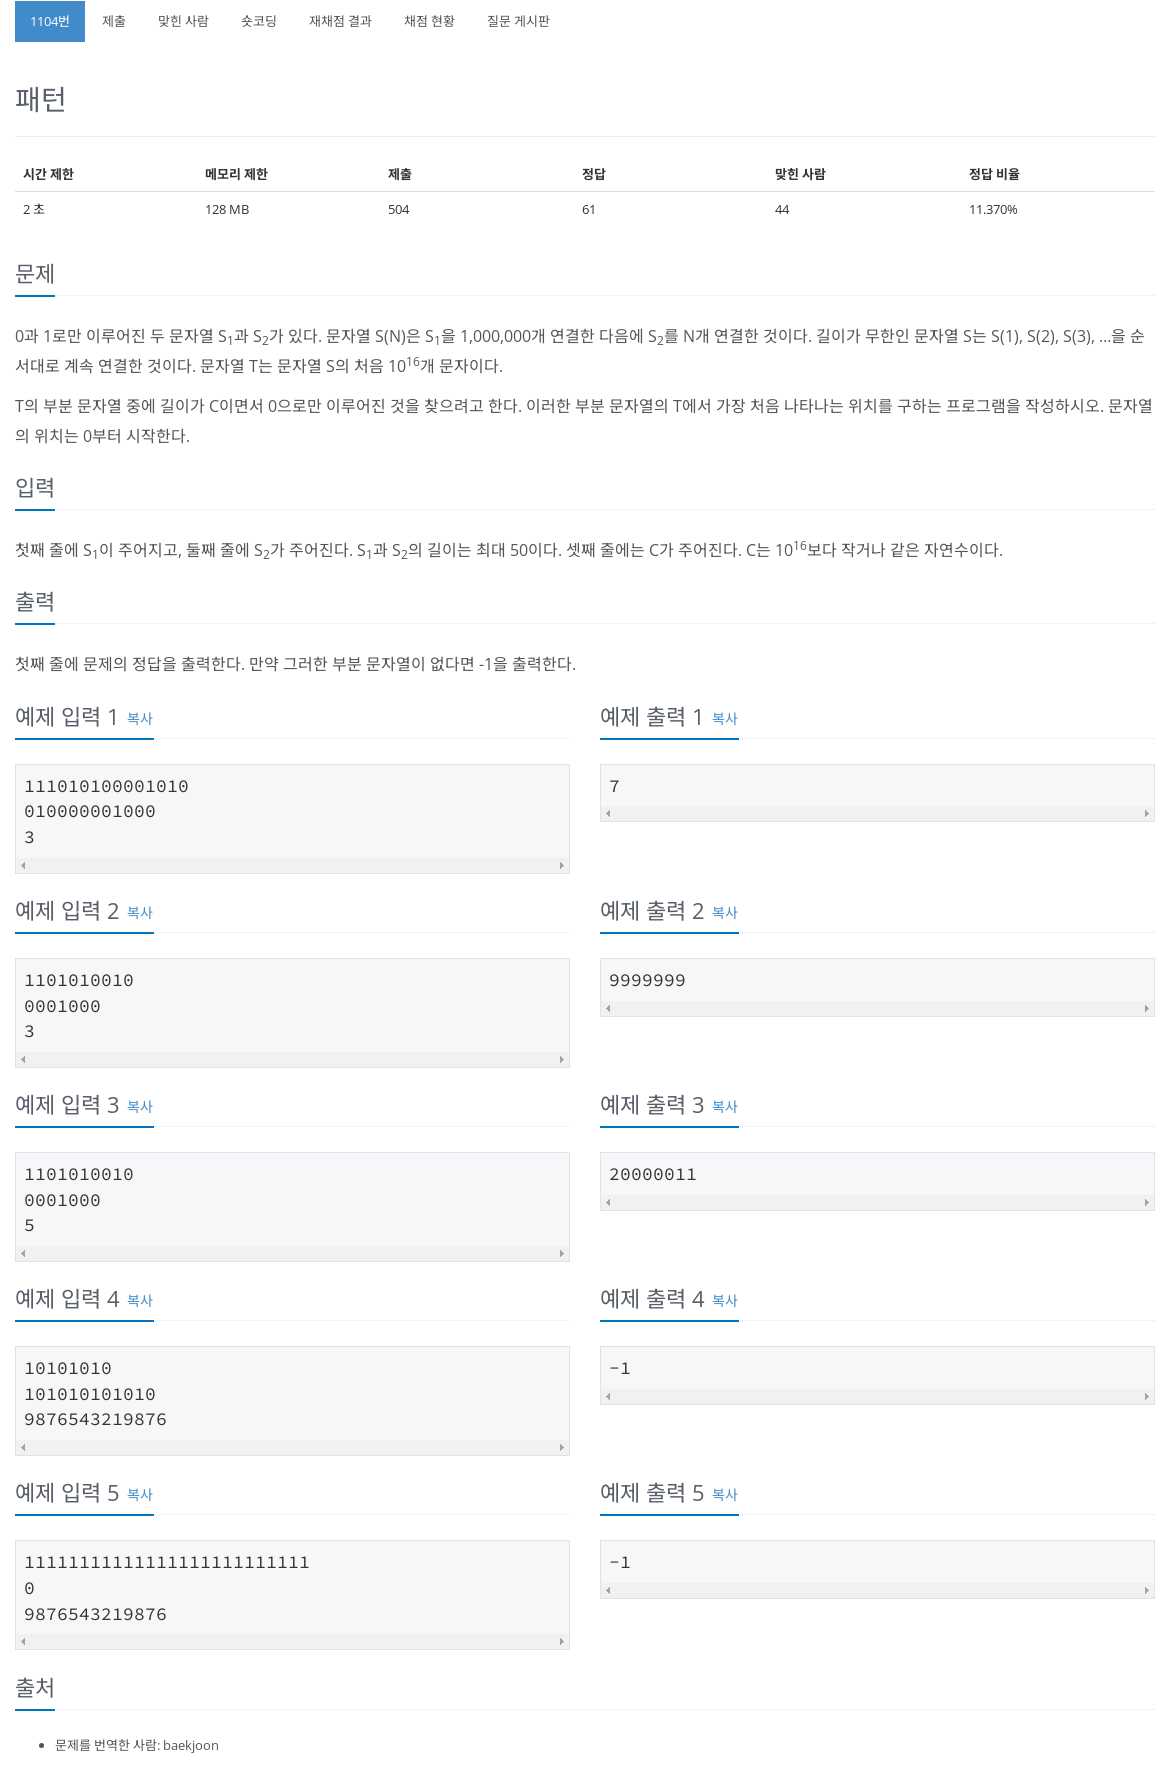 1104번 제출 맞힌 사람 숏코딩 재채점 결과 채점 현황 질문 게시판
패턴
시간 제한 메모리 제한 제출 정답 맞힌 사람 정답 비율
2 초 128 MB 504 61 44 11.370%
문제
0과 1로만 이루어진 두 문자열 S1과 S2가 있다. 문자열 S(N)은 S1을 1,000,000개 연결한 다음에 S2를 N개 연결한 것이다. 길이가 무한인 문자열 S는 S(1), S(2), S(3), ...을 순
서대로 계속 연결한 것이다. 문자열 T는 문자열 S의 처음 10^16개 문자이다.
T의 부분 문자열 중에 길이가 C이면서 0으로만 이루어진 것을 찾으려고 한다. 이러한 부분 문자열의 T에서 가장 처음 나타나는 위치를 구하는 프로그램을 작성하시오. 문자열
의 위치는 0부터 시작한다.
입력
첫째 줄에 S1이 주어지고, 둘째 줄에 S2가 주어진다. S1과 S2의 길이는 최대 50이다. 셋째 줄에는 C가 주어진다. C는 10^16보다 작거나 같은 자연수이다.
출력
첫째 줄에 문제의 정답을 출력한다. 만약 그러한 부분 문자열이 없다면 -1을 출력한다.
예제 입력 1 복사
111010100001010
010000001000
3
예제 출력 1 복사
7
예제 입력 2 복사
1101010010
0001000
3
예제 출력 2 복사
9999999
예제 입력 3 복사
1101010010
0001000
5
예제 출력 3 복사
20000011
예제 입력 4 복사
10101010
101010101010
9876543219876
예제 출력 4 복사
-1
예제 입력 5 복사
11111111111111111111111111
0
9876543219876
예제 출력 5 복사
-1
출처
문제를 번역한 사람: baekjoon